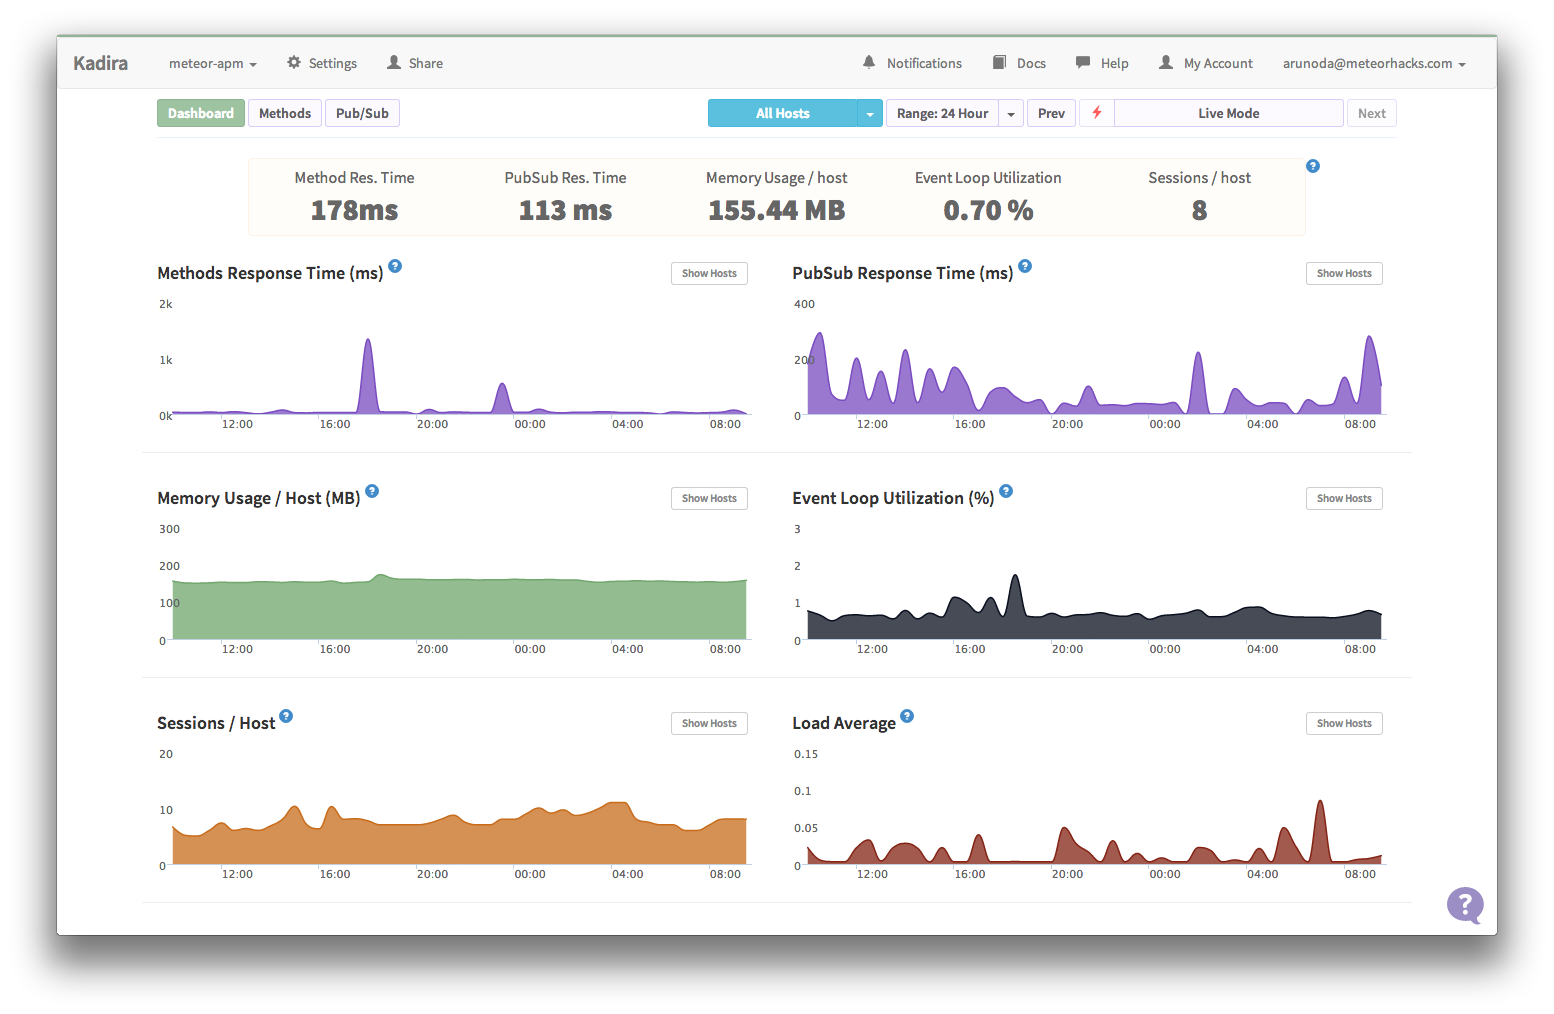 Kadira meteor-apm Settings Share Notifications Docs Help My Account arunoda@meteorhacks.com
Dashboard Methods Pub/Sub All Hosts Range: 24 Hour Prev Live Mode Next
Method Res. Time PubSub Res. Time Memory Usage / host Event Loop Utilization Sessions / host ?
178ms 113 ms 155.44 MB 0.70 % 8
Methods Response Time (ms) ? Show Hosts
2k
1k
0k
12:00 16:00 20:00 00:00 04:00 08:00
PubSub Response Time (ms) ? Show Hosts
400
200
0
12:00 16:00 20:00 00:00 04:00 08:00
Memory Usage / Host (MB) ? Show Hosts
300
200
100
0
12:00 16:00 20:00 00:00 04:00 08:00
Event Loop Utilization (%) ? Show Hosts
3
2
1
0
12:00 16:00 20:00 00:00 04:00 08:00
Sessions / Host ? Show Hosts
20
10
0
12:00 16:00 20:00 00:00 04:00 08:00
Load Average ? Show Hosts
0.15
0.1
0.05
0
12:00 16:00 20:00 00:00 04:00 08:00
?